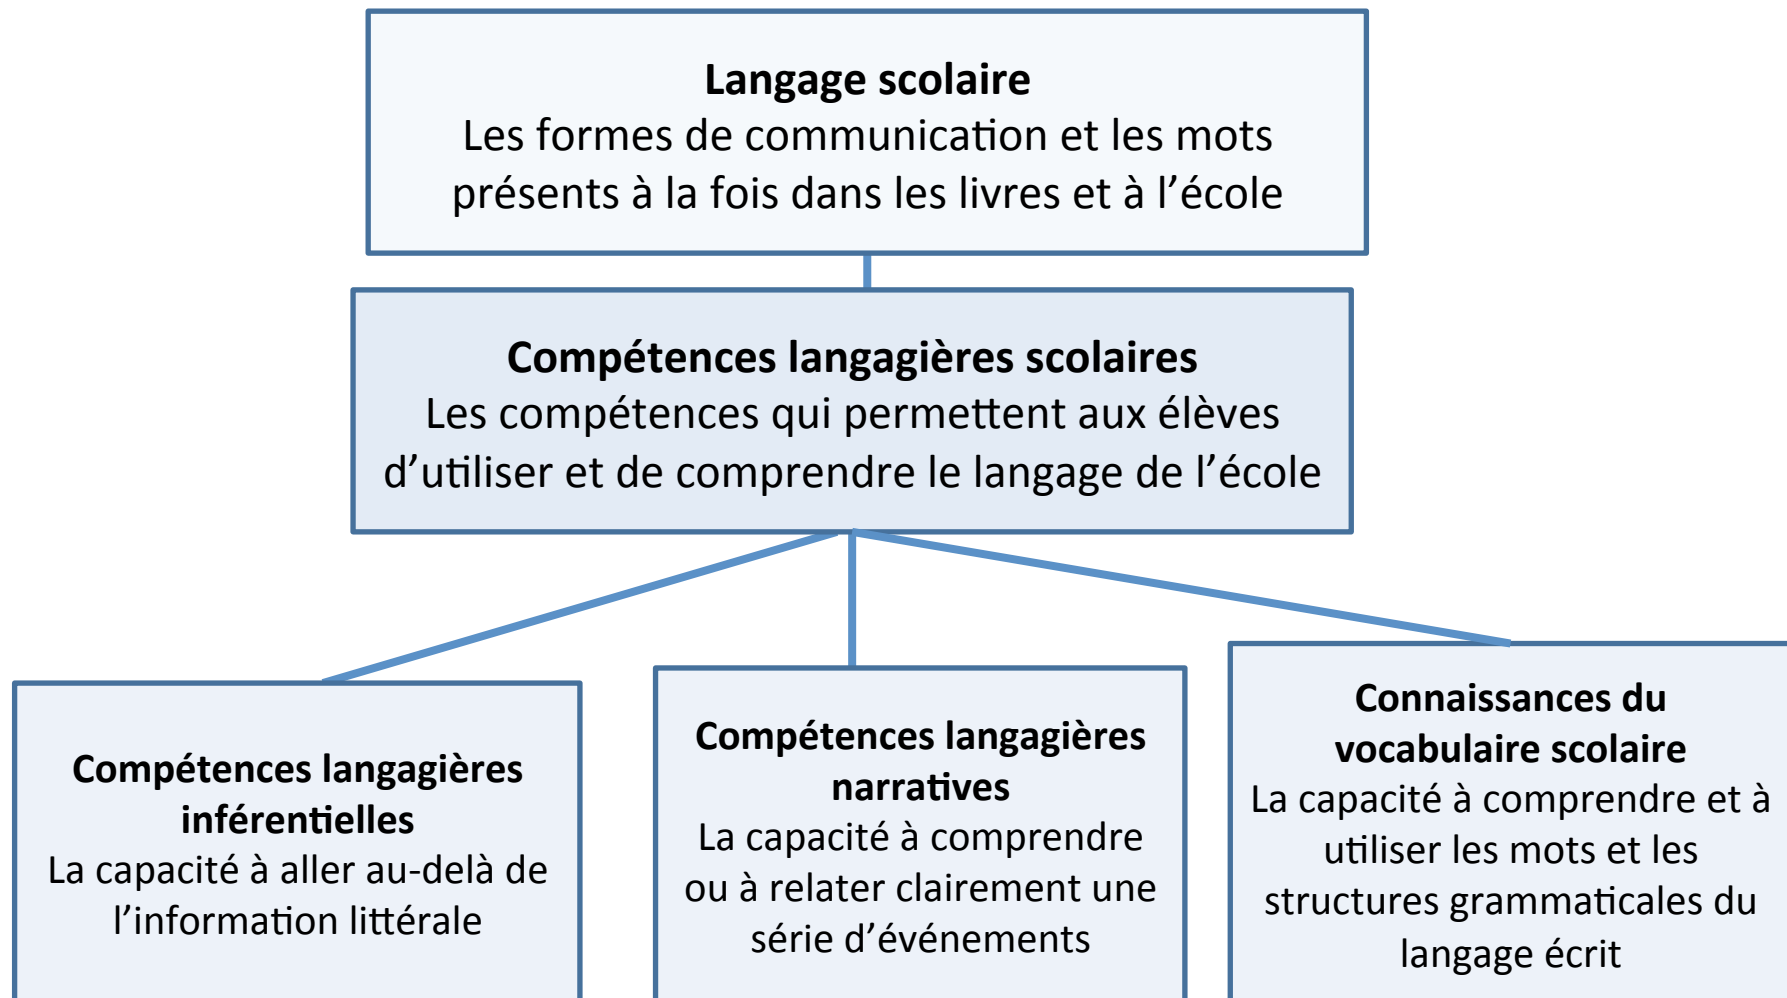 Langage scolaire
Les formes de communication et les mots
présents à la fois dans les livres et à l’école
Compétences langagières scolaires
Les compétences qui permettent aux élèves
d’utiliser et de comprendre le langage de l’école
Compétences langagières
inférentielles
La capacité à aller au-delà de
l’information littérale
Compétences langagières
narratives
La capacité à comprendre
ou à relater clairement une
série d’événements
Connaissances du
vocabulaire scolaire
La capacité à comprendre et à
utiliser les mots et les
structures grammaticales du
langage écrit